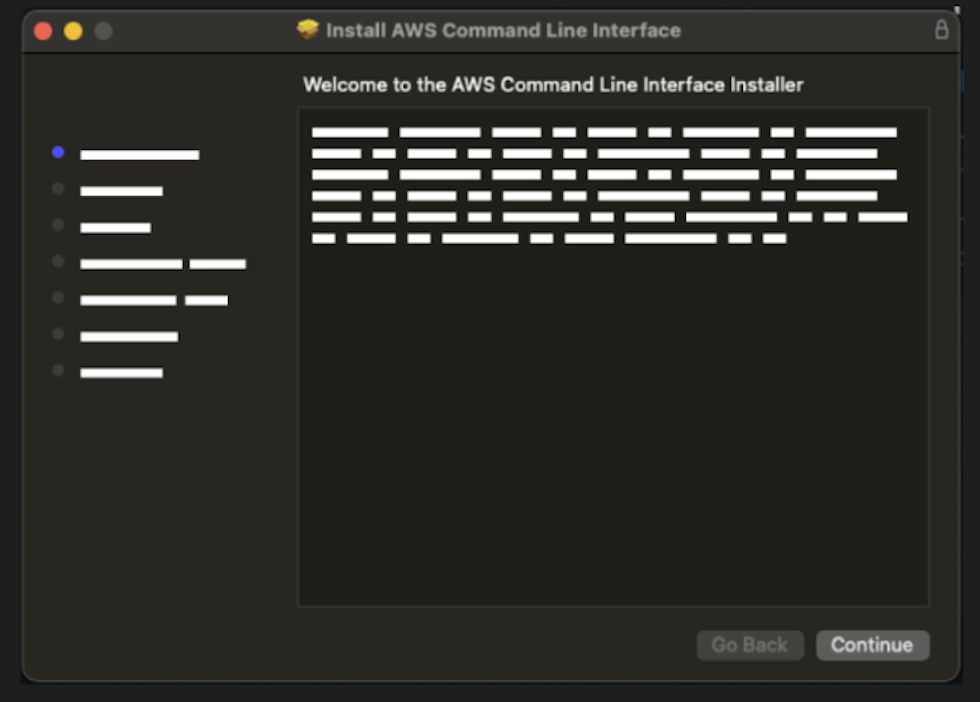 Install AWS Command Line Interface
Welcome to the AWS Command Line Interface Installer
Go Back
Continue